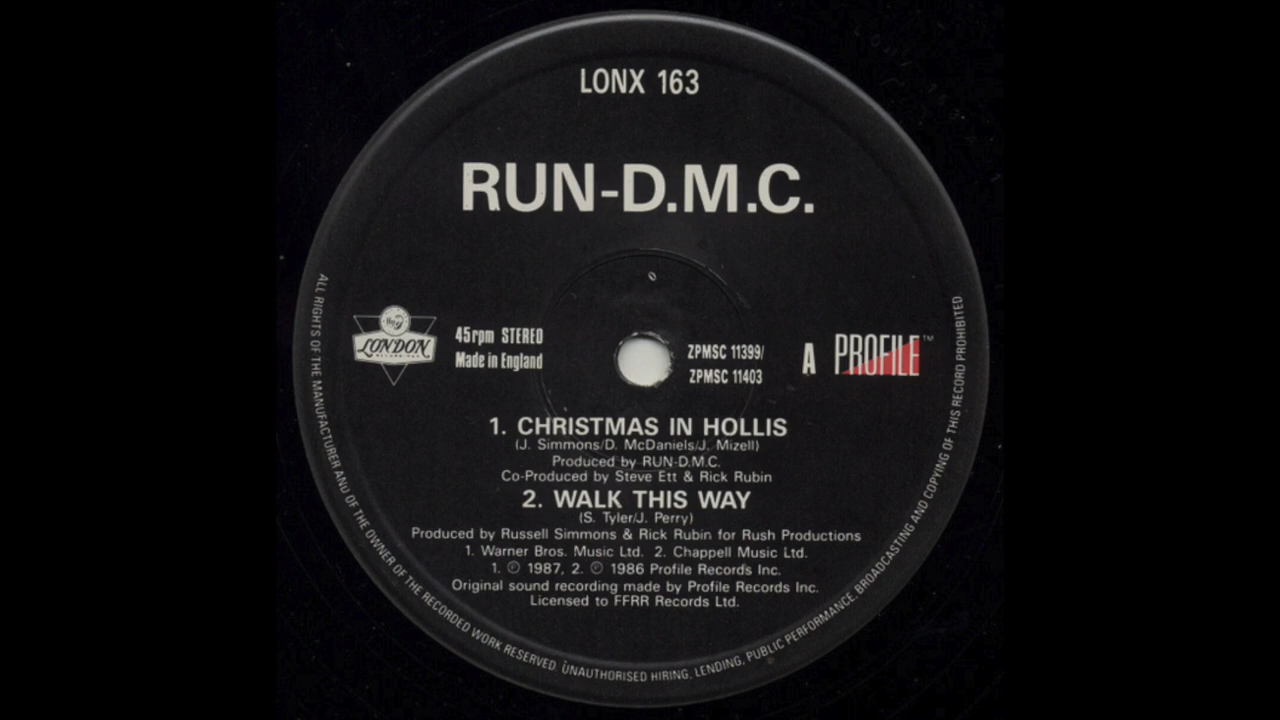 LONX 163
RUN-D.M.C.
LONDON
45rpm STEREO
Made in England
ZPMSC 11399/
ZPMSC 11403
A
PROFILE™
1. CHRISTMAS IN HOLLIS
(J. Simmons/D. McDaniels/J. Mizell)
Produced by RUN-D.M.C.
Co-Produced by Steve Ett & Rick Rubin
2. WALK THIS WAY
(S. Tyler/J. Perry)
Produced by Russell Simmons & Rick Rubin for Rush Productions
1. Warner Bros. Music Ltd. 2. Chappell Music Ltd.
1. ℗ 1987, 2. ℗ 1986 Profile Records Inc.
Original sound recording made by Profile Records Inc.
Licensed to FFRR Records Ltd.
ALL RIGHTS OF THE MANUFACTURER AND OF THE OWNER OF THE RECORDED WORK RESERVED. UNAUTHORISED HIRING, LENDING, PUBLIC PERFORMANCE, BROADCASTING AND COPYING OF THIS RECORD PROHIBITED